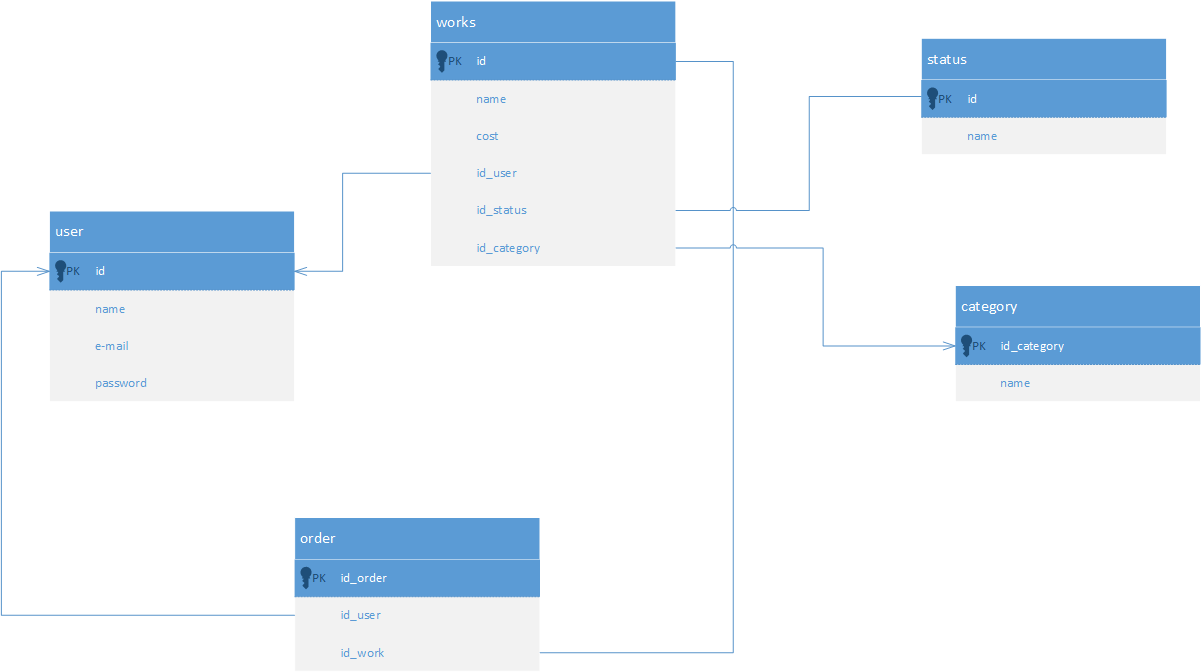 works
PK id
name
cost
id_user
id_status
id_category
status
PK id
name
user
PK id
name
e-mail
password
category
PK id_category
name
order
PK id_order
id_user
id_work